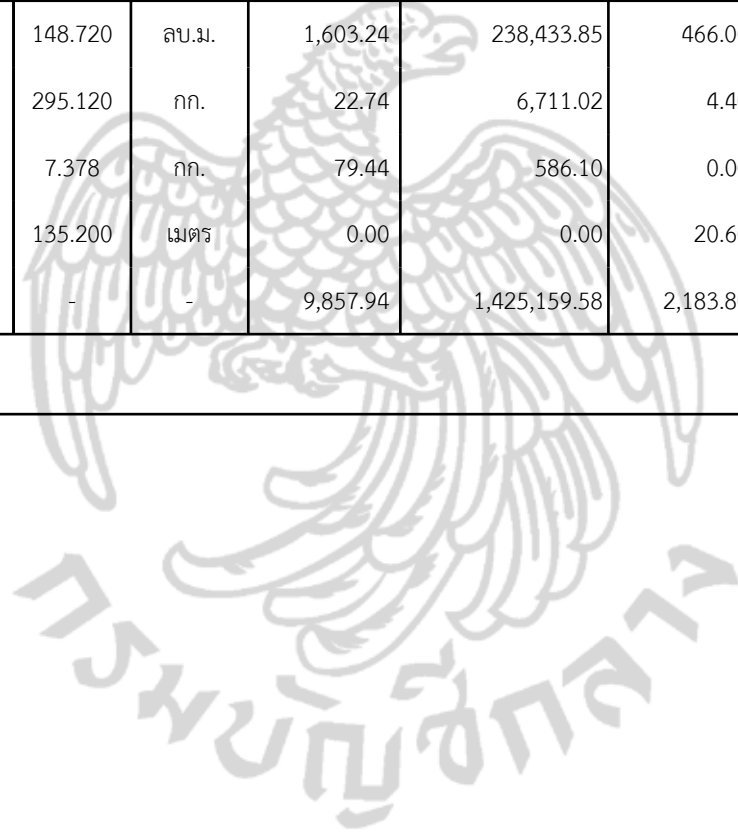 148.720 ลบ.ม. 1,603.24 238,433.85 466.0
295.120 กก. 22.74 6,711.02 4.4
7.378 กก. 79.44 586.10 0.0
135.200 เมตร 0.00 0.00 20.6
- - 9,857.94 1,425,159.58 2,183.8
กรมบัญชีกลาง